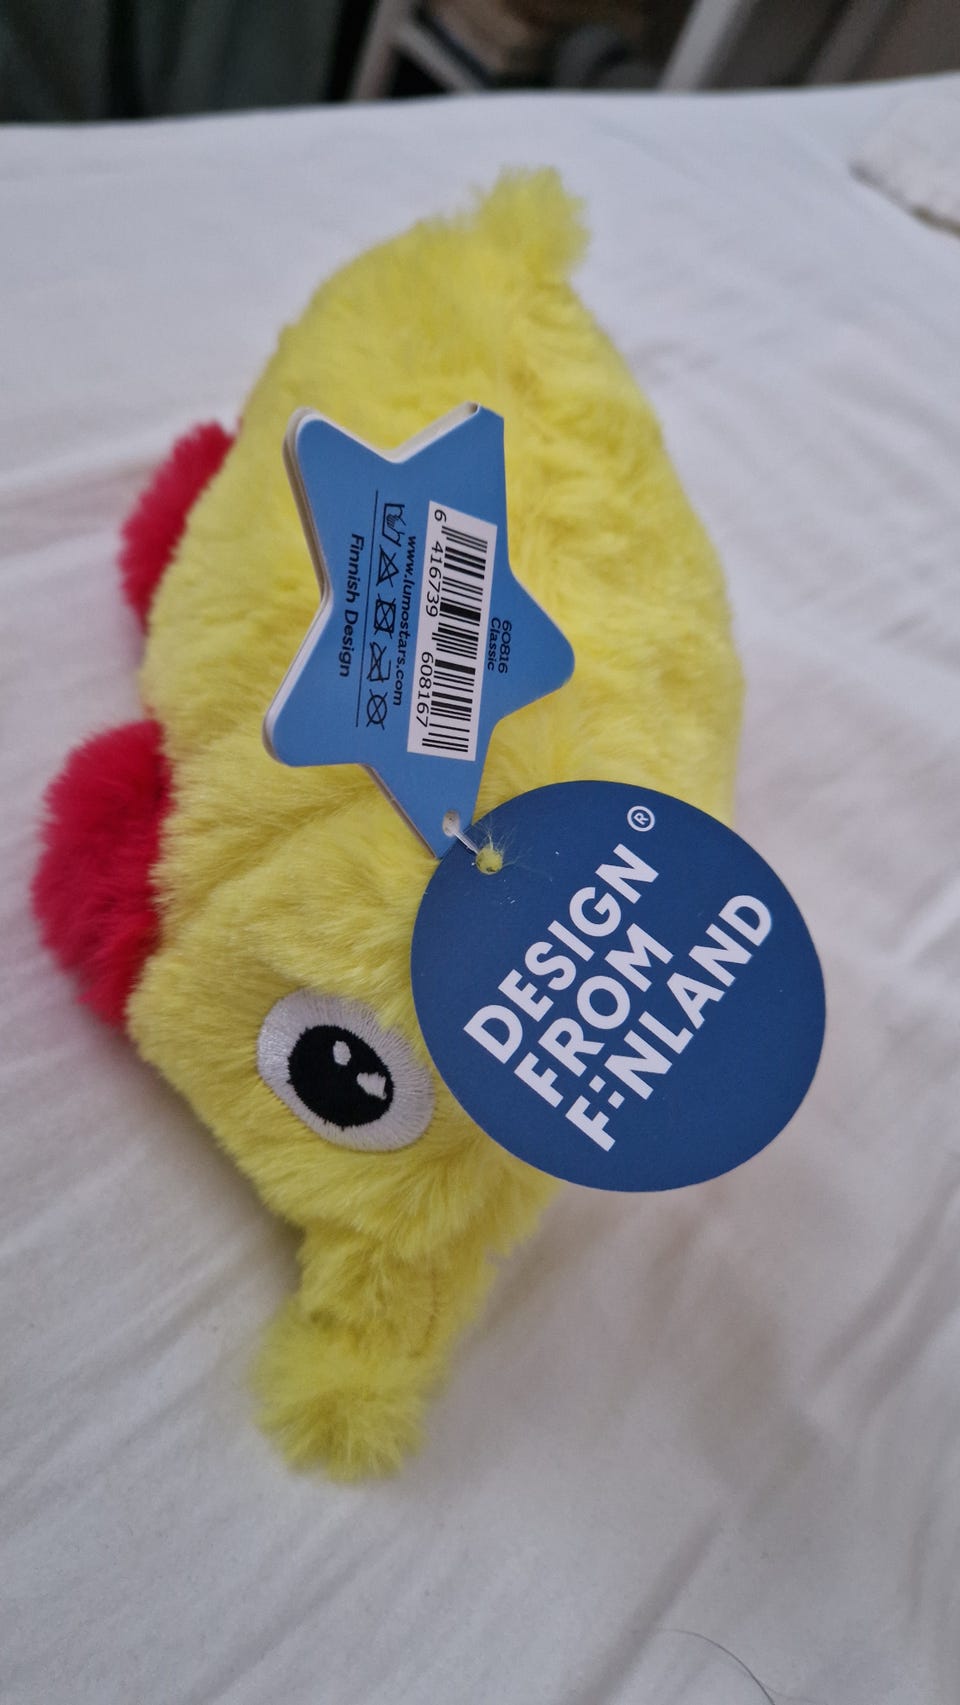 60816
Classic
6 416739 608167
www.lumostars.com
Finnish Design
DESIGN®
FROM
FINLAND